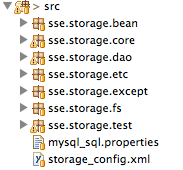 src
sse.storage.bean
sse.storage.core
sse.storage.dao
sse.storage.etc
sse.storage.except
sse.storage.fs
sse.storage.test
mysql_sql.properties
storage_config.xml